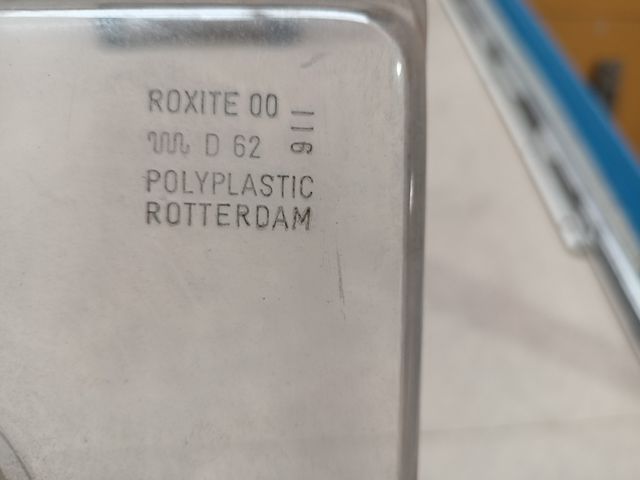 ROXITE 00
D 62
POLYPLASTIC
ROTTERDAM